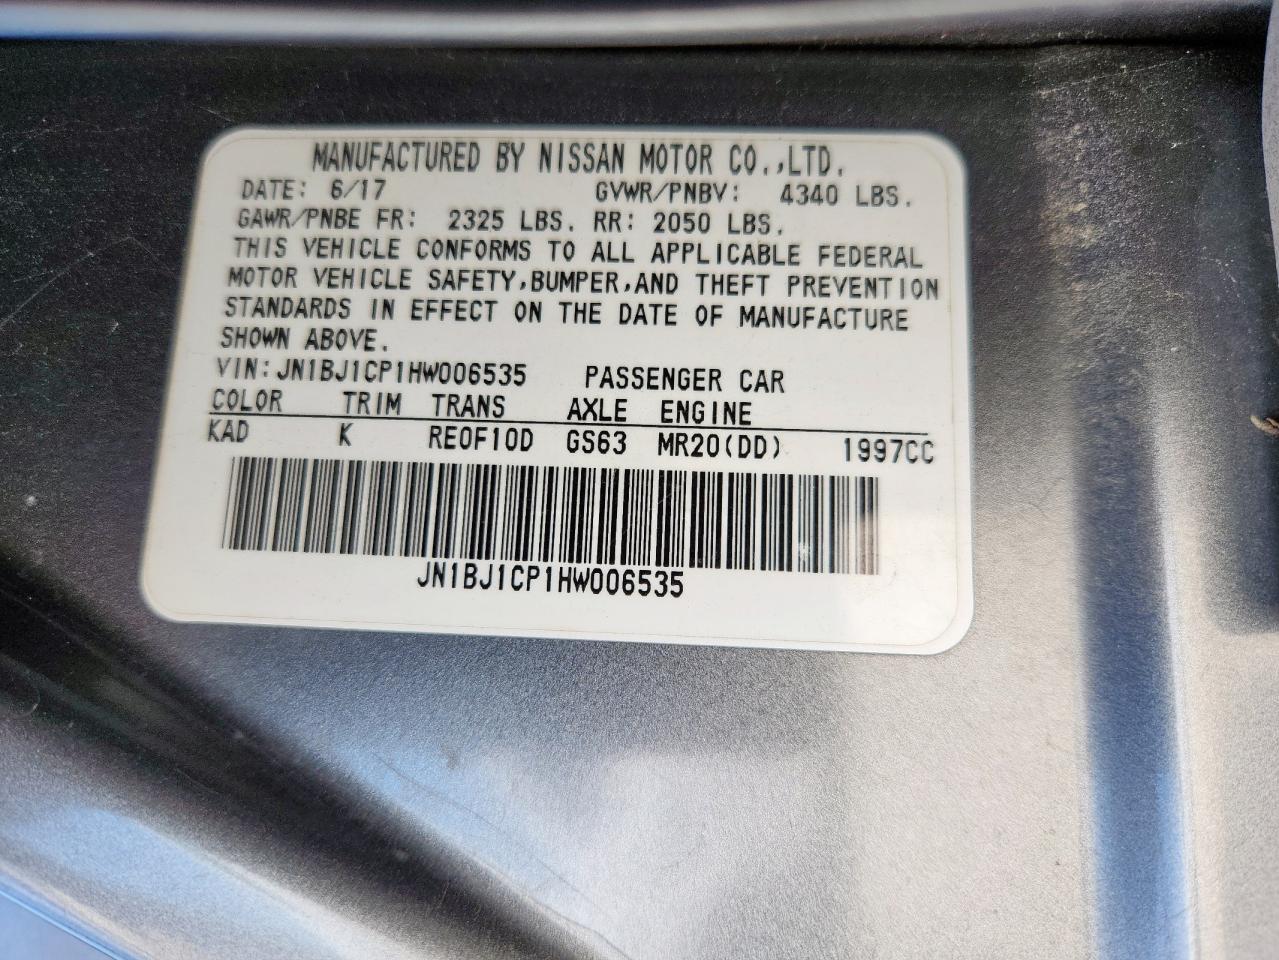 MANUFACTURED BY NISSAN MOTOR CO.,LTD.
DATE: 6/17 GVWR/PNBV: 4340 LBS.
GAWR/PNBE FR: 2325 LBS. RR: 2050 LBS.
THIS VEHICLE CONFORMS TO ALL APPLICABLE FEDERAL
MOTOR VEHICLE SAFETY,BUMPER,AND THEFT PREVENTION
STANDARDS IN EFFECT ON THE DATE OF MANUFACTURE
SHOWN ABOVE.
VIN:JN1BJ1CP1HW006535 PASSENGER CAR
COLOR TRIM TRANS AXLE ENGINE
KAD K RE0F10D GS63 MR20(DD) 1997CC
JN1BJ1CP1HW006535